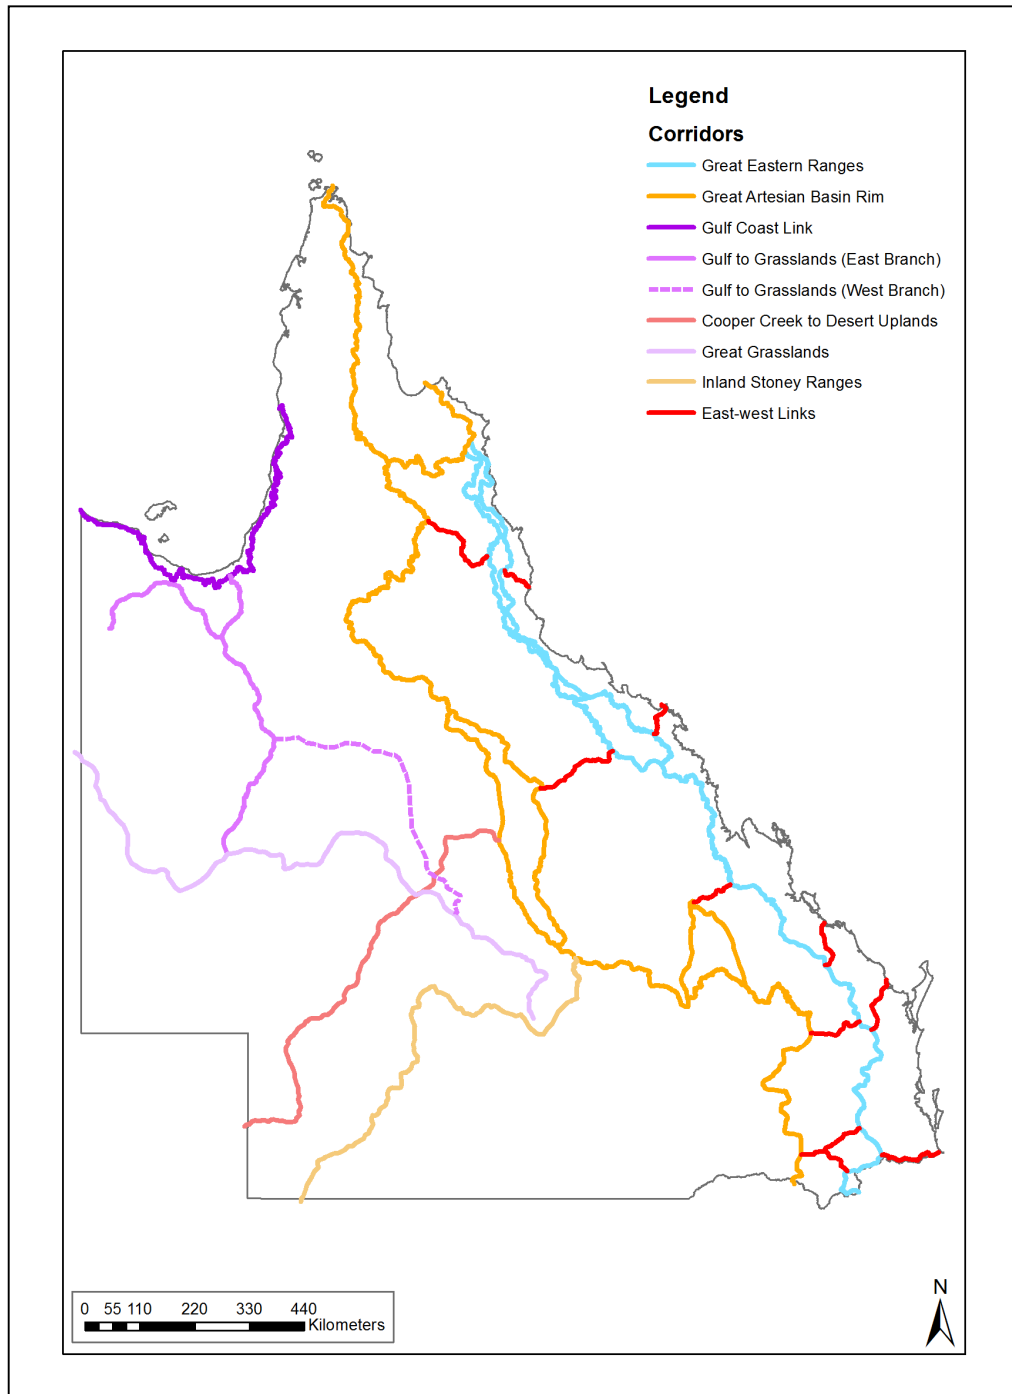 Legend
Corridors
Great Eastern Ranges
Great Artesian Basin Rim
Gulf Coast Link
Gulf to Grasslands (East Branch)
Gulf to Grasslands (West Branch)
Cooper Creek to Desert Uplands
Great Grasslands
Inland Stoney Ranges
East-west Links
0 55 110 220 330 440
Kilometers
N